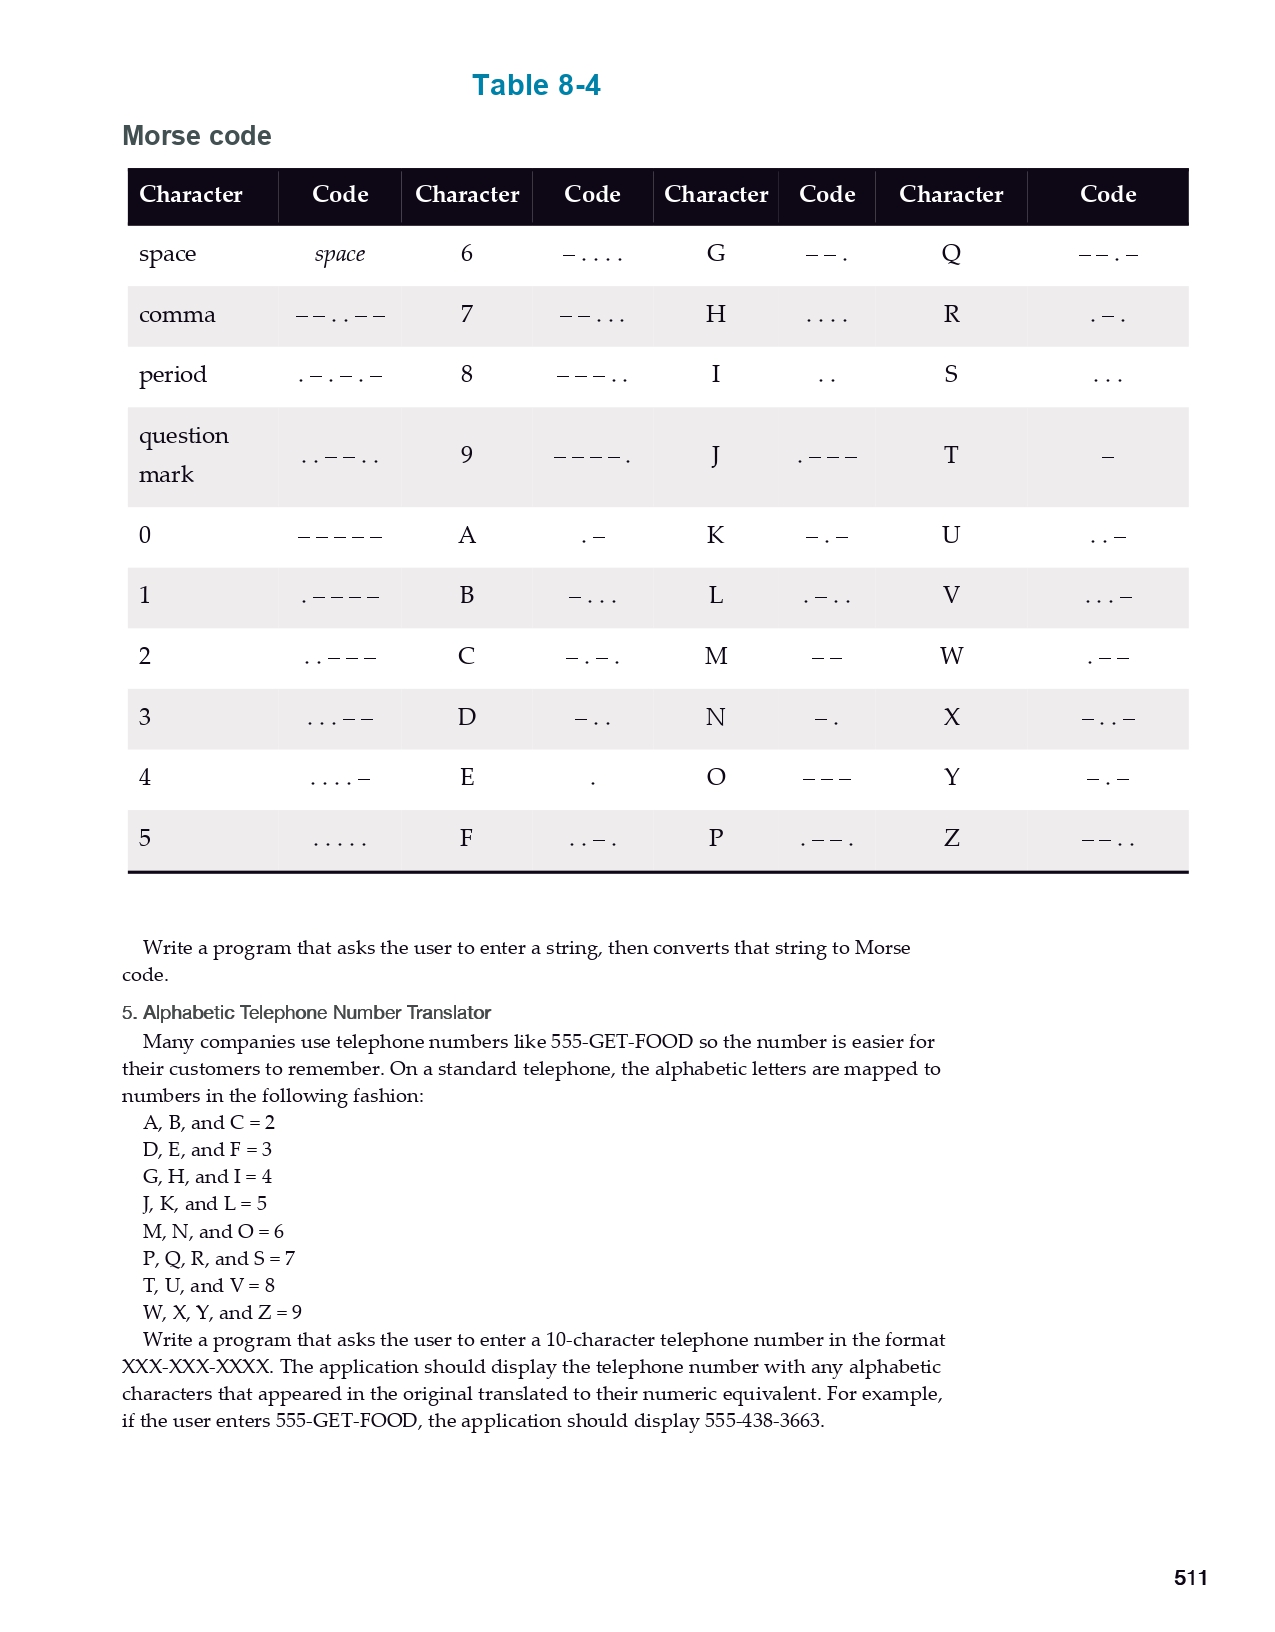 Table 8-4
Morse code
Character Code Character Code Character Code Character Code
space space 6 – . . . . G – – . Q – – . –
comma – – . . – – 7 – – . . . H . . . . R . – .
period . – . – . – 8 – – – . . I . . S . . .
question
mark . . – – . . 9 – – – – . J . – – – T –
0 – – – – – A . – K – . – U . . –
1 . – – – – B – . . . L . – . . V . . . –
2 . . – – – C – . – . M – – W . – –
3 . . . – – D – . . N – . X – . . –
4 . . . . – E . O – – – Y – . –
5 . . . . . F . . – . P . – – . Z – – . .
Write a program that asks the user to enter a string, then converts that string to Morse
code.
5. Alphabetic Telephone Number Translator
Many companies use telephone numbers like 555-GET-FOOD so the number is easier for
their customers to remember. On a standard telephone, the alphabetic letters are mapped to
numbers in the following fashion:
A, B, and C = 2
D, E, and F = 3
G, H, and I = 4
J, K, and L = 5
M, N, and O = 6
P, Q, R, and S = 7
T, U, and V = 8
W, X, Y, and Z = 9
Write a program that asks the user to enter a 10-character telephone number in the format
XXX-XXX-XXXX. The application should display the telephone number with any alphabetic
characters that appeared in the original translated to their numeric equivalent. For example,
if the user enters 555-GET-FOOD, the application should display 555-438-3663.
511